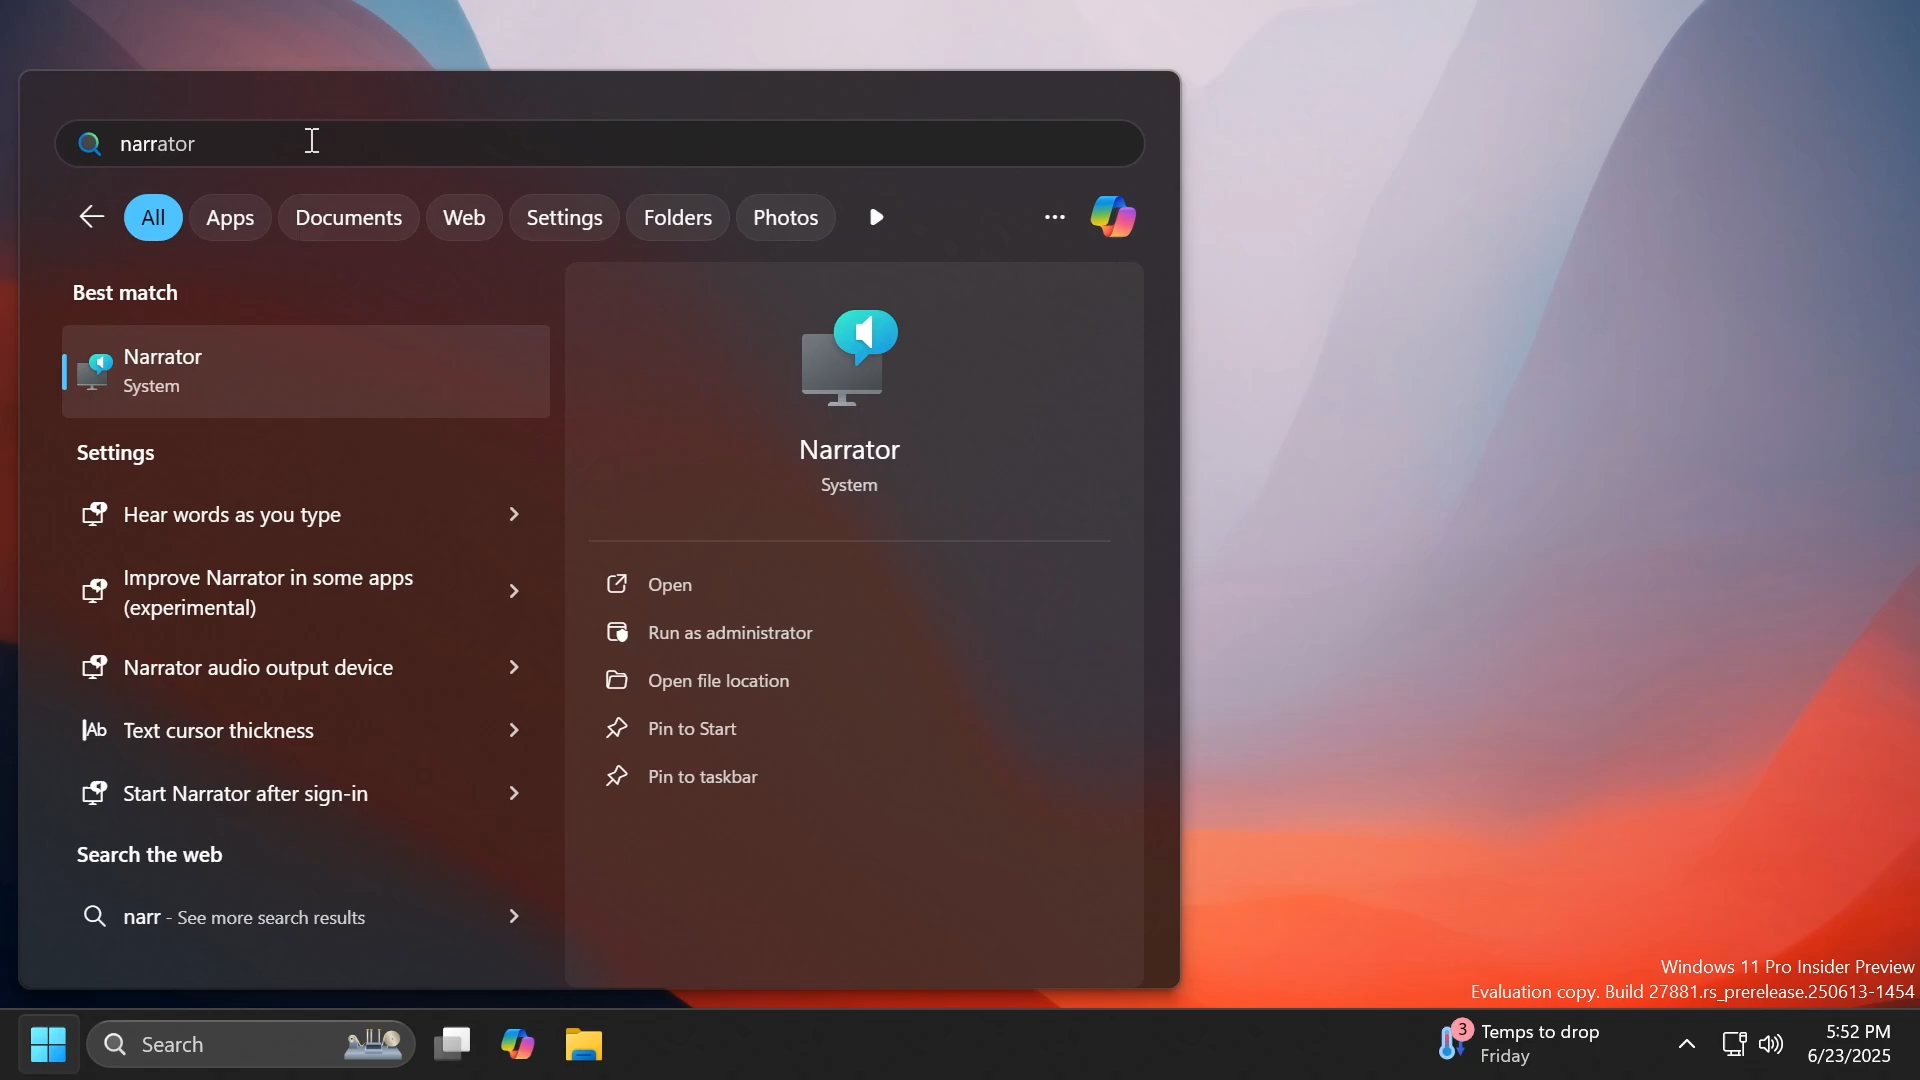 narrator
All Apps Documents Web Settings Folders Photos
Best match
Narrator
System
Settings
Hear words as you type
Improve Narrator in some apps
(experimental)
Narrator audio output device
Ab Text cursor thickness
Start Narrator after sign-in
Search the web
narr - See more search results
Narrator
System
Open
Run as administrator
Open file location
Pin to Start
Pin to taskbar
Windows 11 Pro Insider Preview
Evaluation copy. Build 27881.rs_prerelease.250613-1454
Search
3
Temps to drop
Friday
5:52 PM
6/23/2025